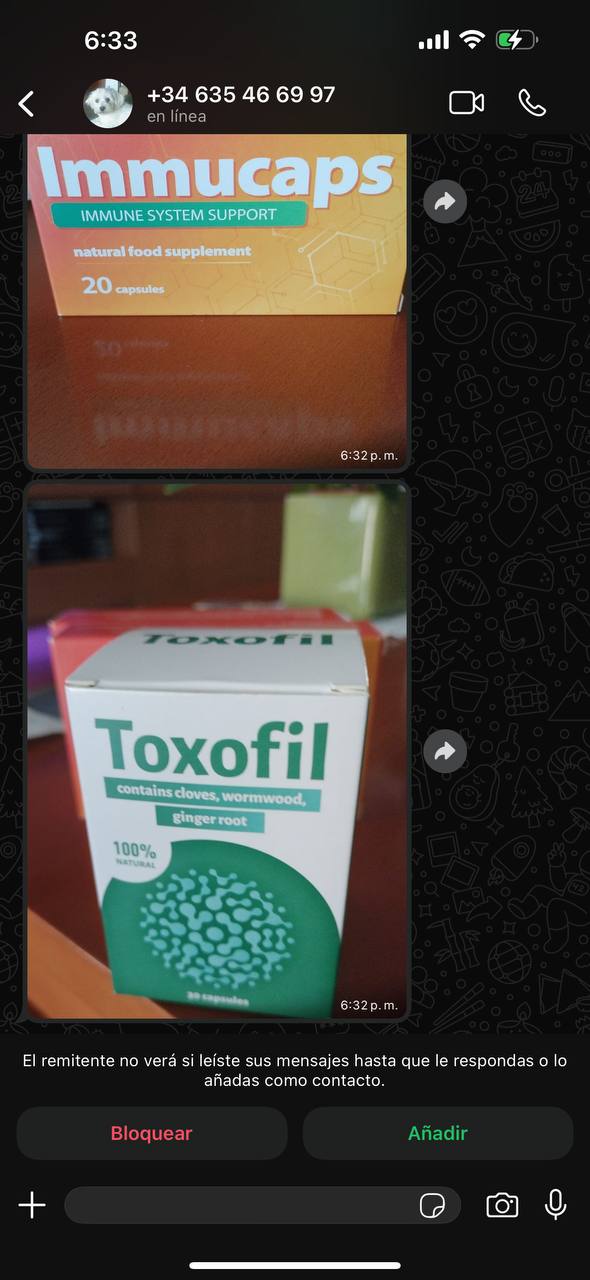 6:33
+34 635 46 69 97
en línea
Immucaps
IMMUNE SYSTEM SUPPORT
natural food supplement
20 capsules
6:32 p. m.
Toxofil
Toxofil
contains cloves, wormwood,
ginger root
100%
NATURAL
20 capsules
6:32 p. m.
El remitente no verá si leíste sus mensajes hasta que le respondas o lo
añadas como contacto.
Bloquear
Añadir